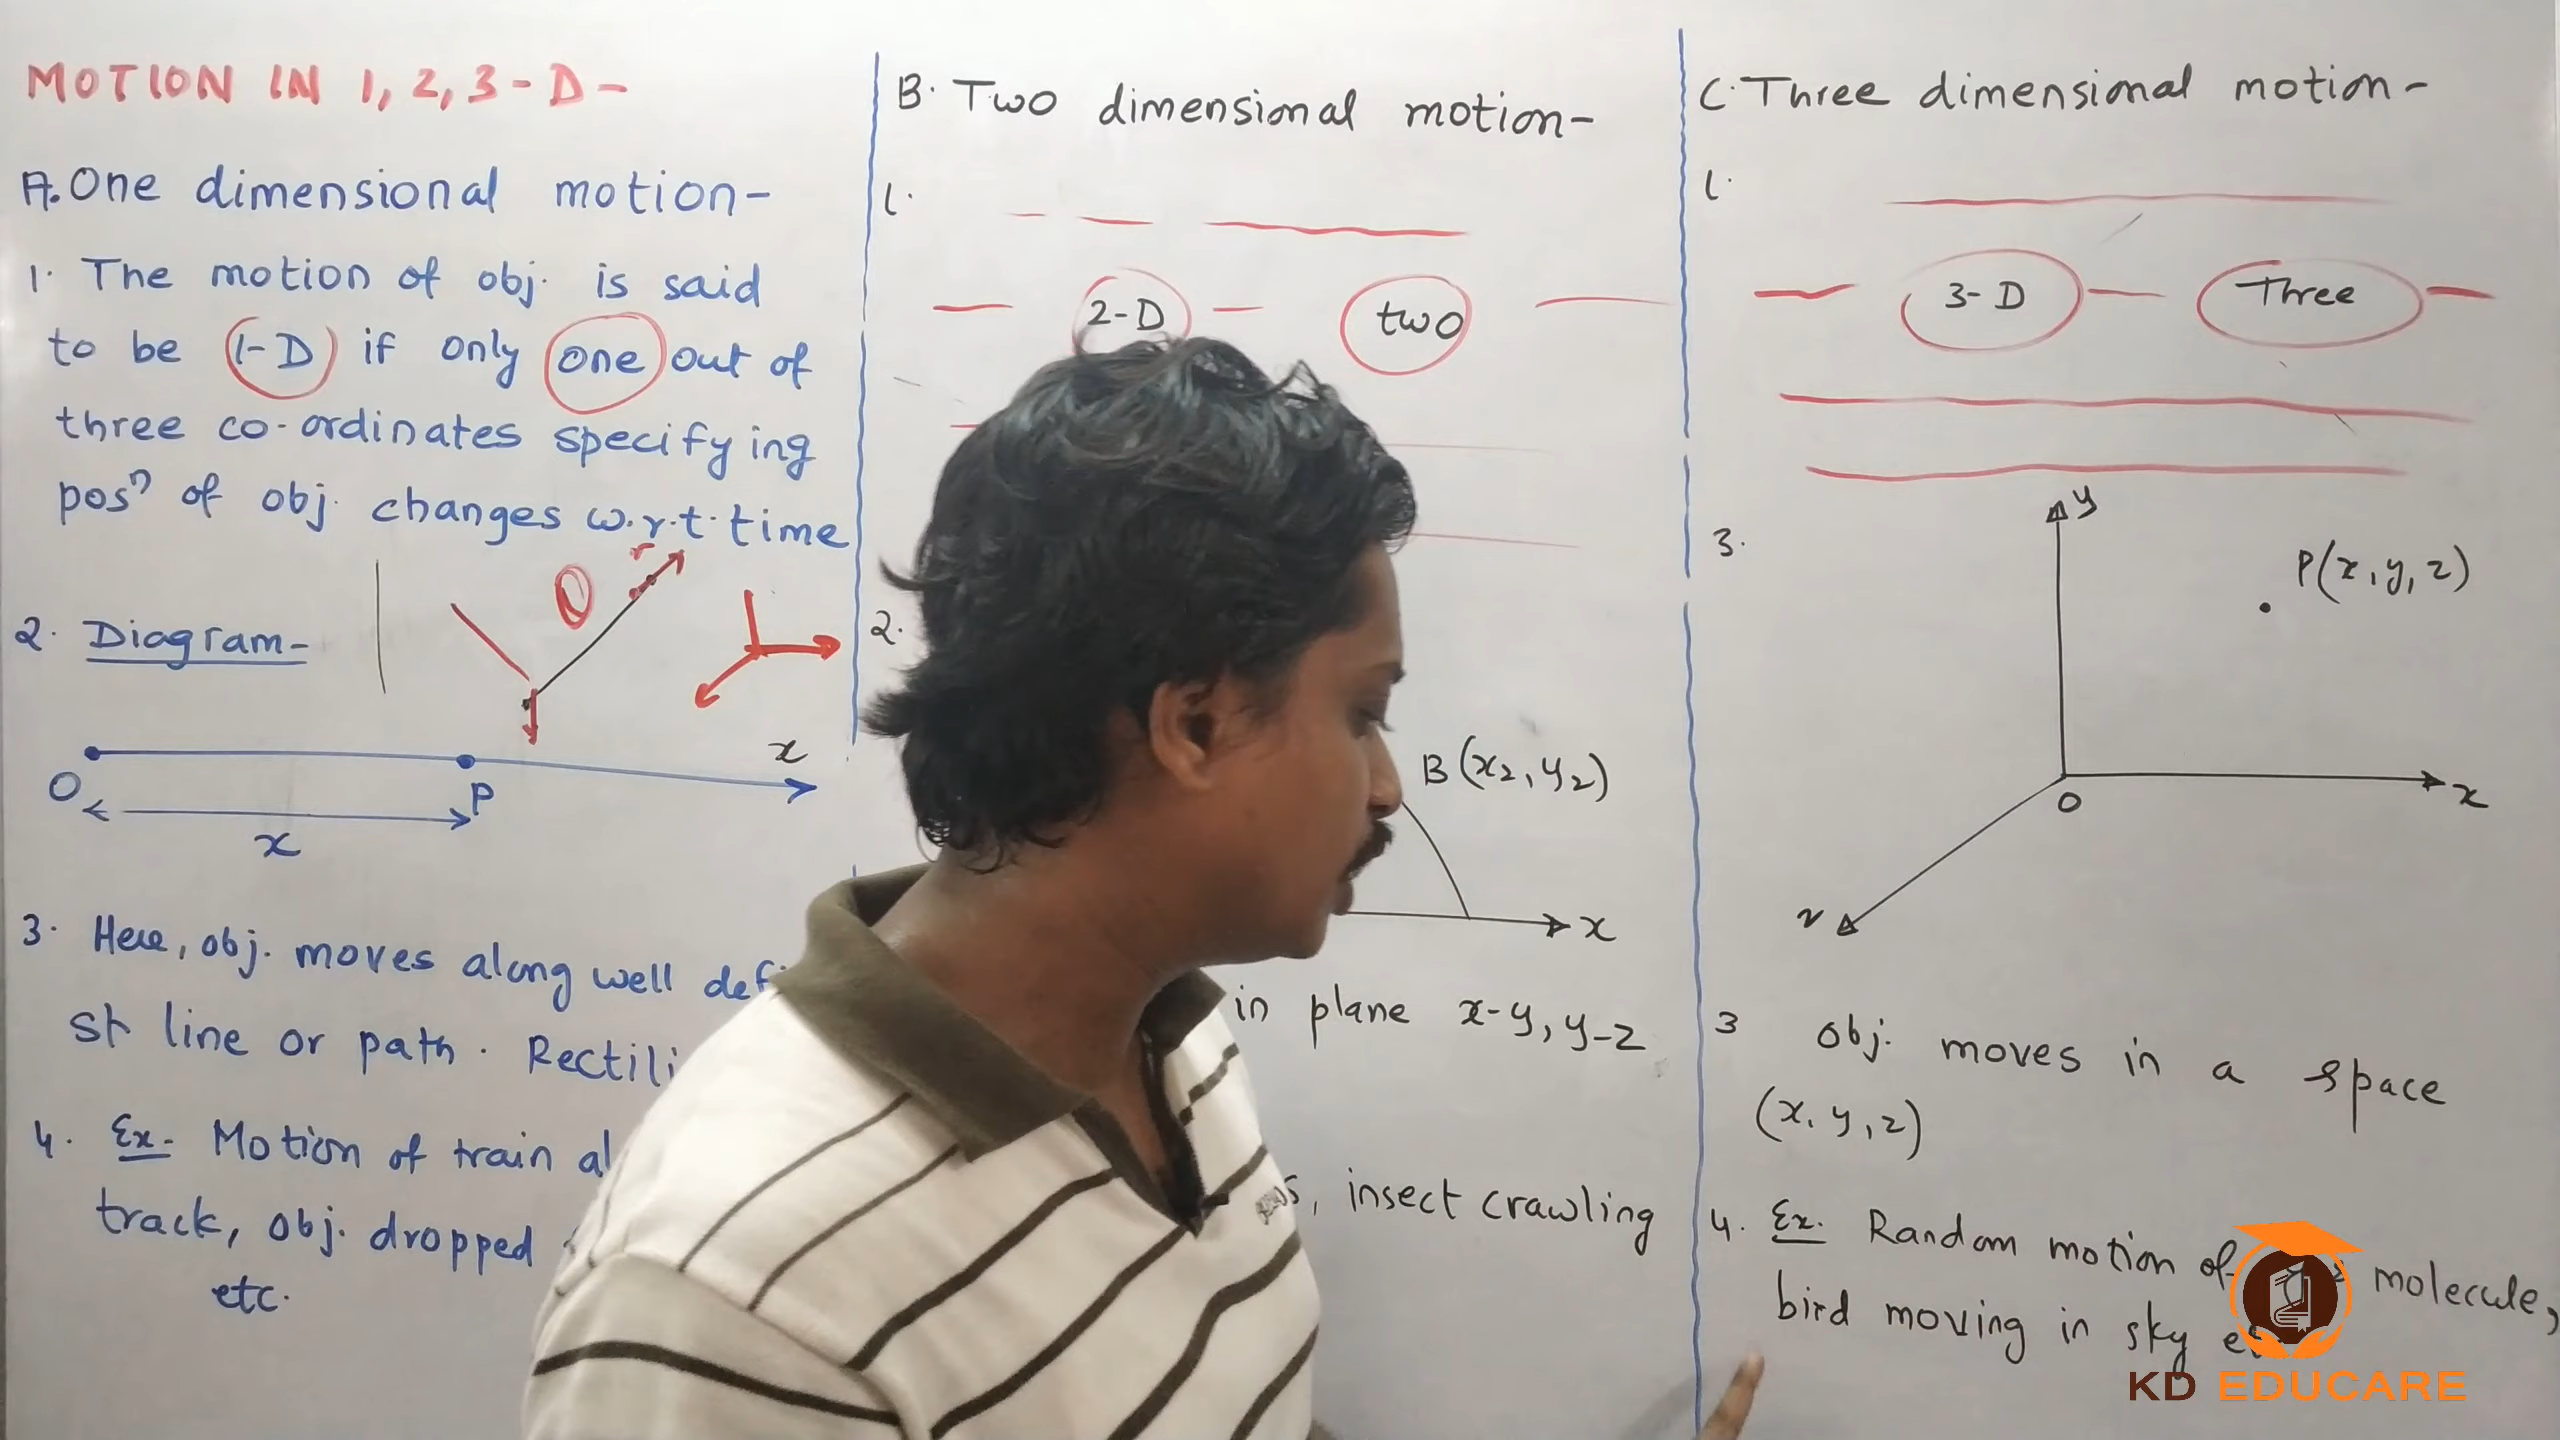 MOTION IN 1, 2, 3-D-
A. One dimensional motion-
1. The motion of obj. is said
to be 1-D if only one out of
three co-ordinates specifying
posⁿ of obj. changes w.r.t. time
2. Diagram-
r
x
O
P
x
3. Here, obj. moves along well
st line or path.
4. Ex- Motion of train
track, obj. dropped
etc.
B. Two dimensional motion-
1.
2-D two
2.
B(x₂, y₂)
x
in plane x-y, y-z
insect crawling
C. Three dimensional motion-
1.
3-D Three
3.
y
P(x, y, z)
O
x
3 Obj. moves in a space
(x, y, z)
4. Ex. Random motion of molecule,
bird moving in sky
KD EDUCARE